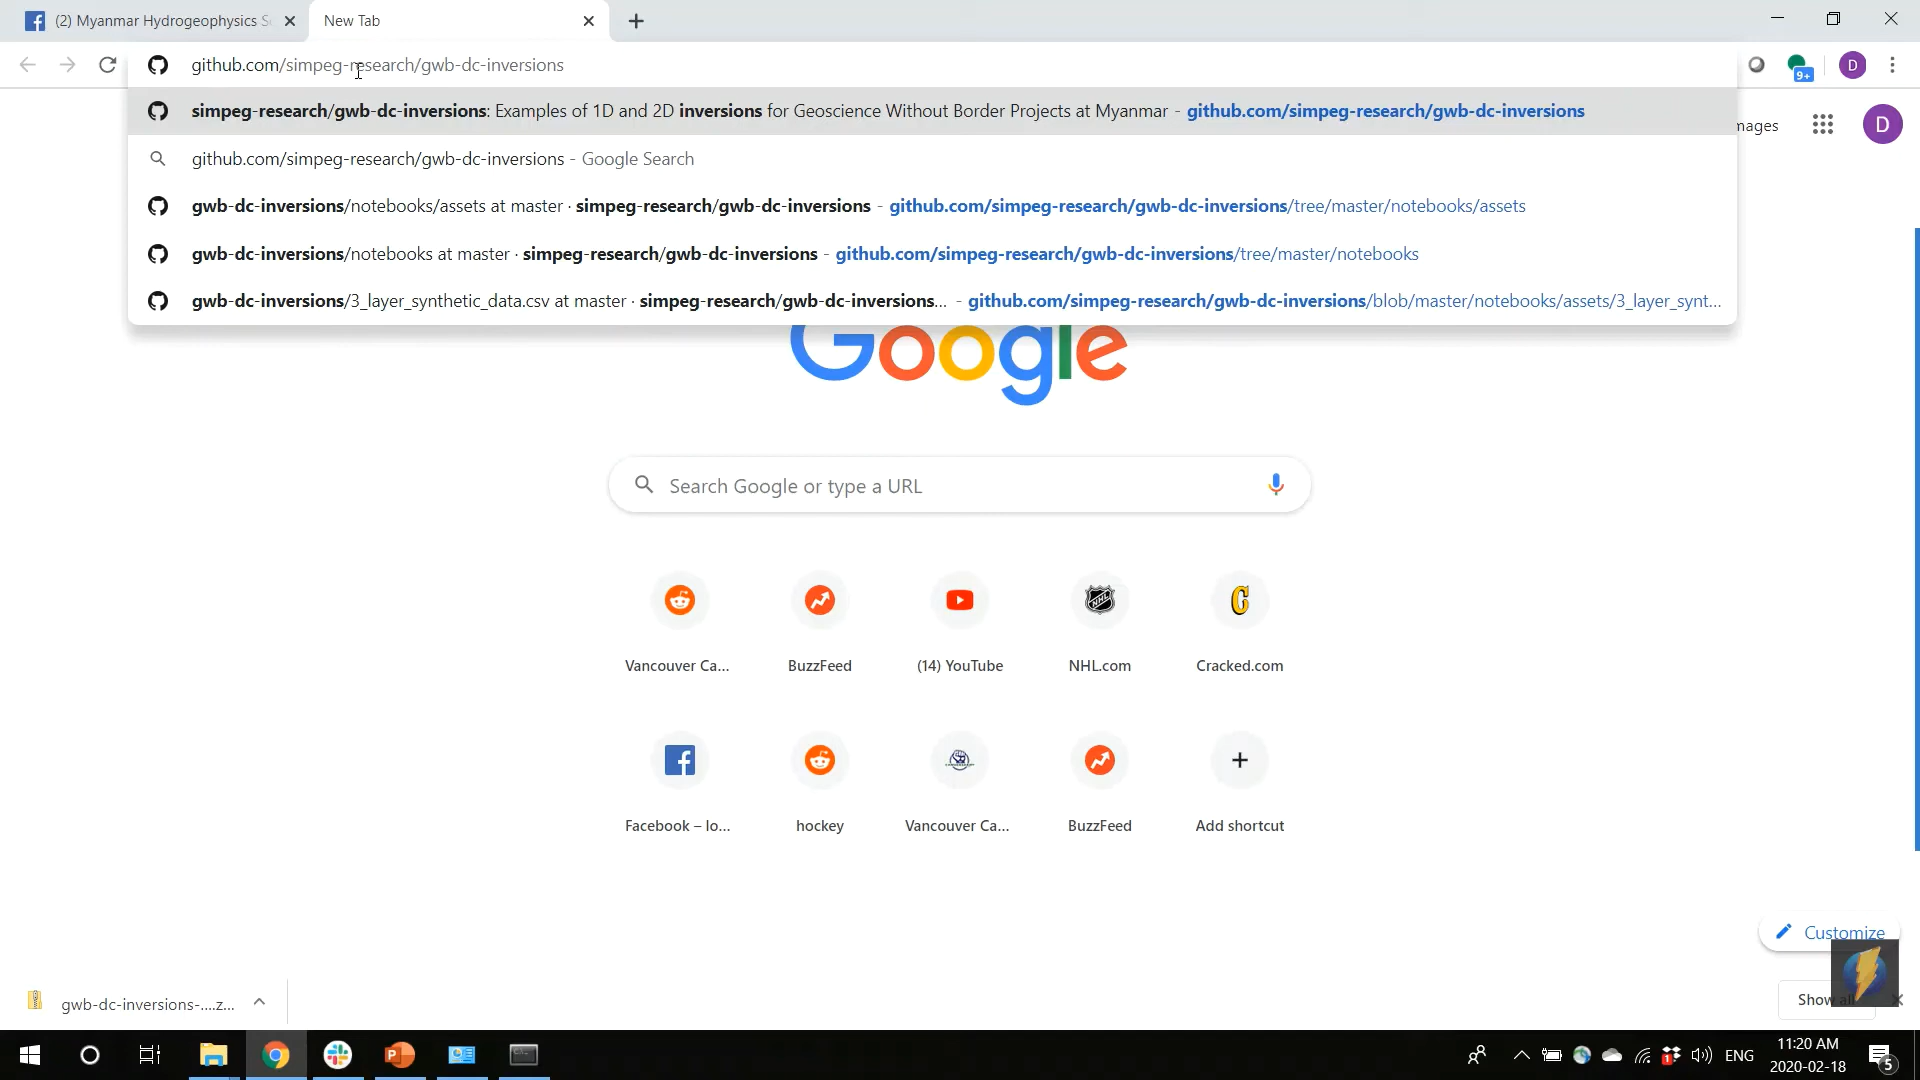 (2) Myanmar Hydrogeophysics
New Tab
github.com/simpeg-research/gwb-dc-inversions
9+
D
simpeg-research/gwb-dc-inversions: Examples of 1D and 2D inversions for Geoscience Without Border Projects at Myanmar - github.com/simpeg-research/gwb-dc-inversions
mages
D
github.com/simpeg-research/gwb-dc-inversions - Google Search
gwb-dc-inversions/notebooks/assets at master · simpeg-research/gwb-dc-inversions - github.com/simpeg-research/gwb-dc-inversions/tree/master/notebooks/assets
gwb-dc-inversions/notebooks at master · simpeg-research/gwb-dc-inversions - github.com/simpeg-research/gwb-dc-inversions/tree/master/notebooks
gwb-dc-inversions/3_layer_synthetic_data.csv at master · simpeg-research/gwb-dc-inversions... - github.com/simpeg-research/gwb-dc-inversions/blob/master/notebooks/assets/3_layer_synt...
Google
Search Google or type a URL
NHL
C
Vancouver Ca...
BuzzFeed
(14) YouTube
NHL.com
Cracked.com
Facebook – lo...
hockey
Vancouver Ca...
BuzzFeed
Add shortcut
Customize
gwb-dc-inversions-....z...
Show all
ENG
11:20 AM
2020-02-18
5